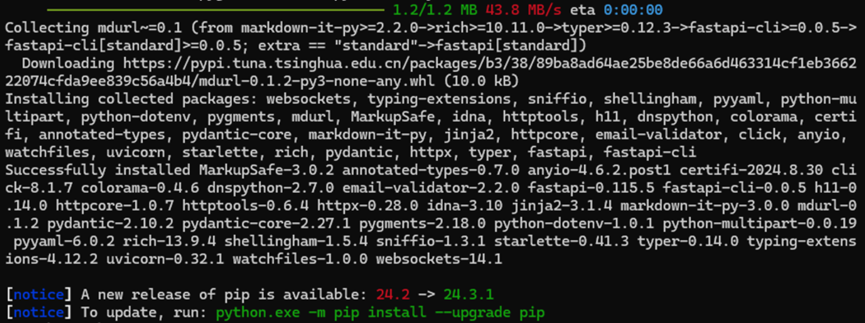 1.2/1.2 MB 43.8 MB/s eta 0:00:00
Collecting mdurl~=0.1 (from markdown-it-py>=2.2.0->rich>=10.11.0->typer>=0.12.3->fastapi-cli>=0.0.5->
fastapi-cli[standard]>=0.0.5; extra == "standard"->fastapi[standard])
  Downloading https://pypi.tuna.tsinghua.edu.cn/packages/b3/38/89ba8ad64ae25be8de66a6d463314cf1eb3662
22074cfda9ee839c56a4b4/mdurl-0.1.2-py3-none-any.whl (10.0 kB)
Installing collected packages: websockets, typing-extensions, sniffio, shellingham, pyyaml, python-mu
ltipart, python-dotenv, pygments, mdurl, MarkupSafe, idna, httptools, h11, dnspython, colorama, certi
fi, annotated-types, pydantic-core, markdown-it-py, jinja2, httpcore, email-validator, click, anyio, 
watchfiles, uvicorn, starlette, rich, pydantic, httpx, typer, fastapi, fastapi-cli
Successfully installed MarkupSafe-3.0.2 annotated-types-0.7.0 anyio-4.6.2.post1 certifi-2024.8.30 cli
ck-8.1.7 colorama-0.4.6 dnspython-2.7.0 email-validator-2.2.0 fastapi-0.115.5 fastapi-cli-0.0.5 h11-0
.14.0 httpcore-1.0.7 httptools-0.6.4 httpx-0.28.0 idna-3.10 jinja2-3.1.4 markdown-it-py-3.0.0 mdurl-0
.1.2 pydantic-2.10.2 pydantic-core-2.27.1 pygments-2.18.0 python-dotenv-1.0.1 python-multipart-0.0.19
 pyyaml-6.0.2 rich-13.9.4 shellingham-1.5.4 sniffio-1.3.1 starlette-0.41.3 typer-0.14.0 typing-extens
ions-4.12.2 uvicorn-0.32.1 watchfiles-1.0.0 websockets-14.1
[notice] A new release of pip is available: 24.2 -> 24.3.1
[notice] To update, run: python.exe -m pip install --upgrade pip